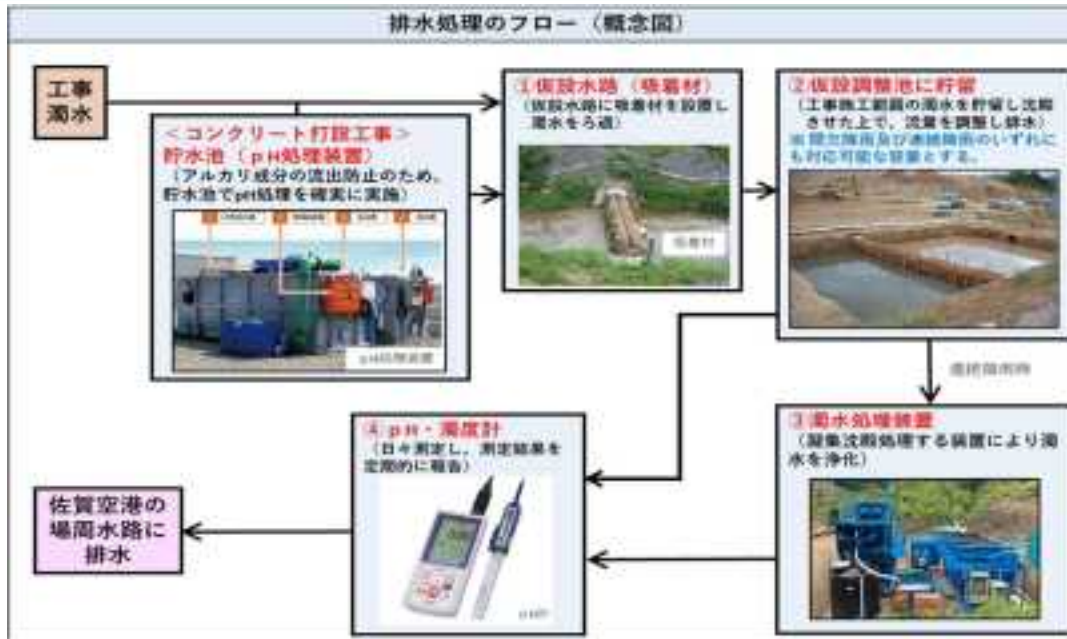 排水処理のフロー（概念図）
工事
濁水
＜コンクリート打設工事＞
貯水池（ｐH処理装置）
（アルカリ成分の流出防止のため、
貯水池でpH処理を確実に実施）
pH処理装置
①仮設水路（吸着材）
（仮設水路に吸着材を設置し
濁水をろ過）
吸着材
②仮設調整池に貯留
（工事施工範囲の濁水を貯留し沈殿
させた上で，流量を調整し排水）
連続降雨及びのいずれに
も対応可能な容量とする。
連続降雨時
③濁水処理装置
（凝集沈殿処理する装置により濁
水を浄化）
④ｐH・濁度計
（日々測定し，測定結果を
定期的に報告）
佐賀空港の
場周水路に
排水